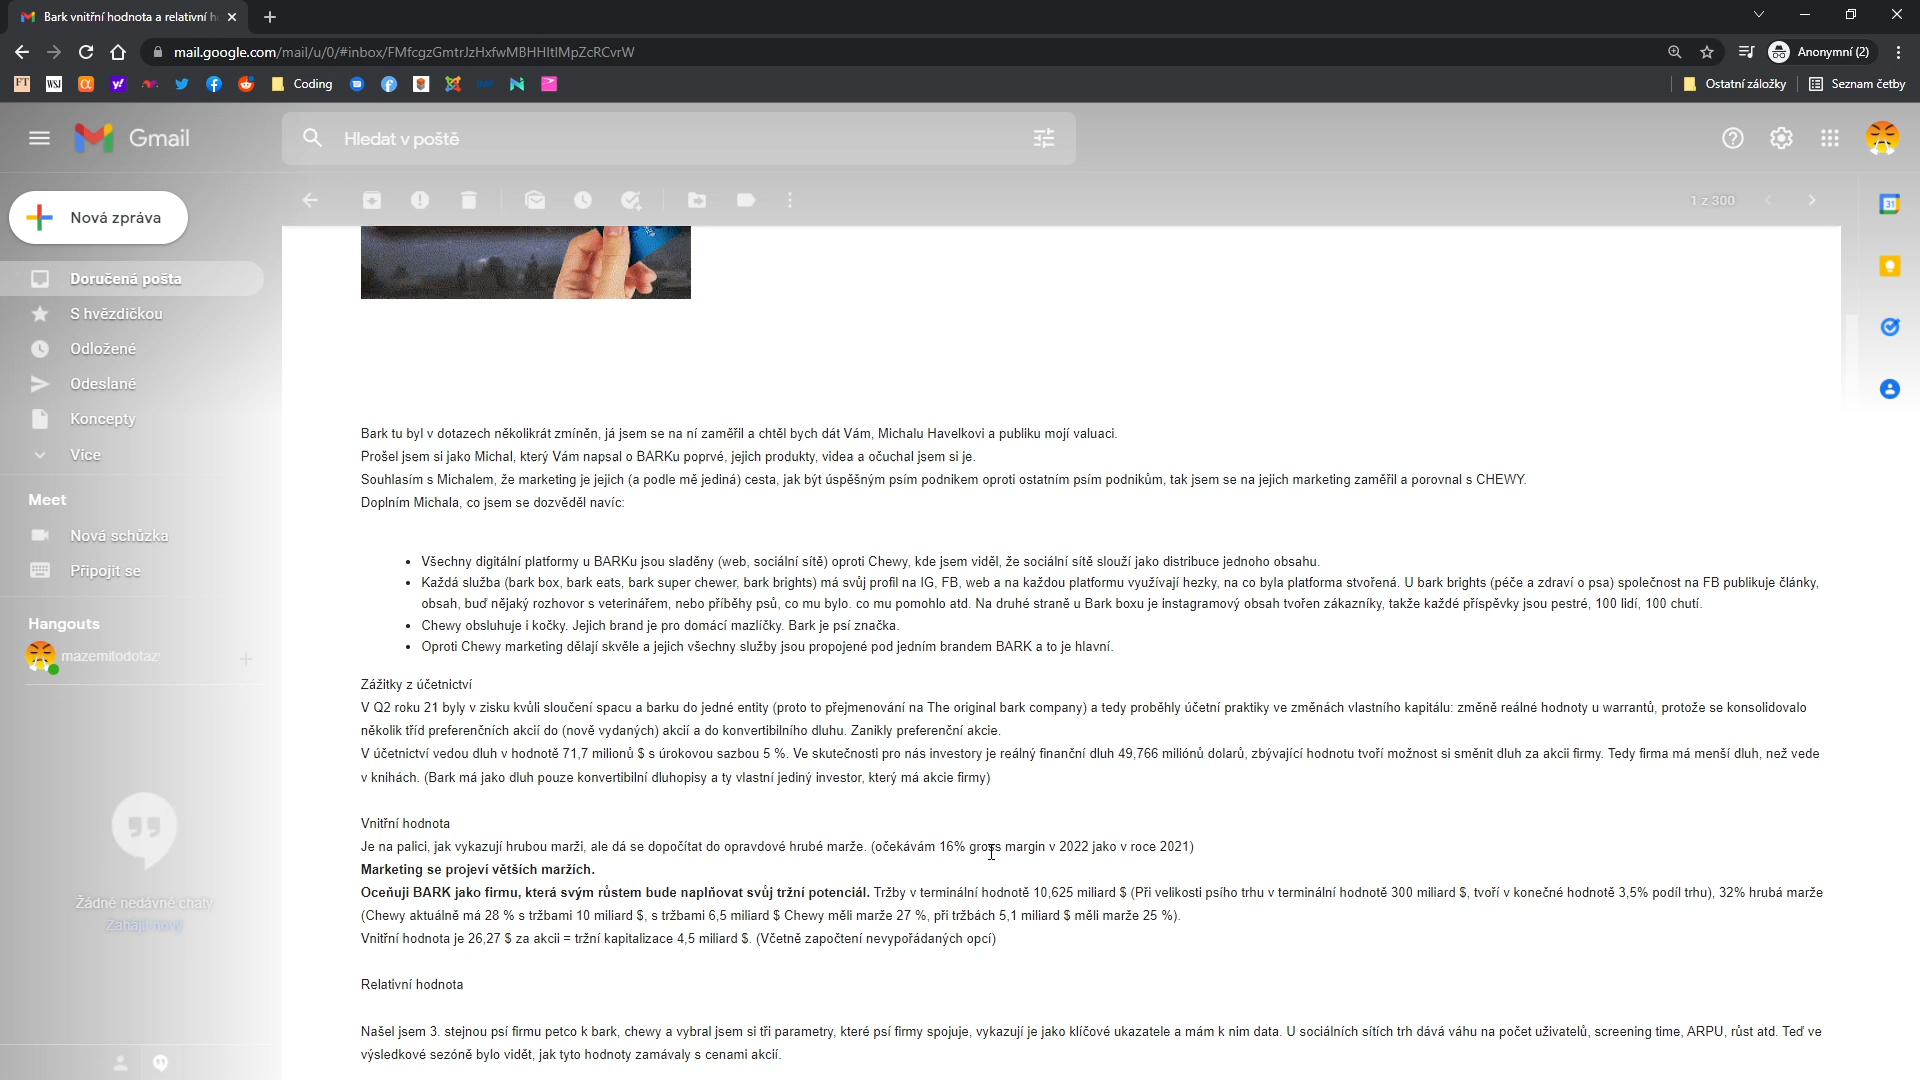 Bark vnitřní hodnota a relativní h
mail.google.com/mail/u/0/#inbox/FMfcgzGmtrJzHxfwMBHHltlMpZcRCvrW
Anonymní (2)
FT
WSJ
Coding
Ostatní záložky
Seznam četby
Gmail
Hledat v poště
Nová zpráva
1 z 300
Doručená pošta
S hvězdičkou
Odložené
Odeslané
Koncepty
Více
Meet
Nová schůzka
Připojit se
Hangouts
mazemitodotaz
Žádné nedávné chaty
Zahájit nový
Bark tu byl v dotazech několikrát zmíněn, já jsem se na ní zaměřil a chtěl bych dát Vám, Michalu Havelkovi a publiku mojí valuaci.
Prošel jsem si jako Michal, který Vám napsal o BARKu poprvé, jejich produkty, videa a očuchal jsem si je.
Souhlasím s Michalem, že marketing je jejich (a podle mě jediná) cesta, jak být úspěšným psím podnikem oproti ostatním psím podnikům, tak jsem se na jejich marketing zaměřil a porovnal s CHEWY.
Doplním Michala, co jsem se dozvěděl navíc:
• Všechny digitální platformy u BARKu jsou sladěny (web, sociální sítě) oproti Chewy, kde jsem viděl, že sociální sítě slouží jako distribuce jednoho obsahu.
• Každá služba (bark box, bark eats, bark super chewer, bark brights) má svůj profil na IG, FB, web a na každou platformu využívají hezky, na co byla platforma stvořená. U bark brights (péče a zdraví o psa) společnost na FB publikuje články,
obsah, buď nějaký rozhovor s veterinářem, nebo příběhy psů, co mu bylo. co mu pomohlo atd. Na druhé straně u Bark boxu je instagramový obsah tvořen zákazníky, takže každé příspěvky jsou pestré, 100 lidí, 100 chutí.
• Chewy obsluhuje i kočky. Jejich brand je pro domácí mazlíčky. Bark je psí značka.
• Oproti Chewy marketing dělají skvěle a jejich všechny služby jsou propojené pod jedním brandem BARK a to je hlavní.
Zážitky z účetnictví
V Q2 roku 21 byly v zisku kvůli sloučení spacu a barku do jedné entity (proto to přejmenování na The original bark company) a tedy proběhly účetní praktiky ve změnách vlastního kapitálu: změně reálné hodnoty u warrantů, protože se konsolidovalo
několik tříd preferenčních akcií do (nově vydaných) akcií a do konvertibilního dluhu. Zanikly preferenční akcie.
V účetnictví vedou dluh v hodnotě 71,7 milionů $ s úrokovou sazbou 5 %. Ve skutečnosti pro nás investory je reálný finanční dluh 49,766 miliónů dolarů, zbývající hodnotu tvoří možnost si směnit dluh za akcii firmy. Tedy firma má menší dluh, než vede
v knihách. (Bark má jako dluh pouze konvertibilní dluhopisy a ty vlastní jediný investor, který má akcie firmy)
Vnitřní hodnota
Je na palici, jak vykazují hrubou marži, ale dá se dopočítat do opravdové hrubé marže. (očekávám 16% gross margin v 2022 jako v roce 2021)
Marketing se projeví větších maržích.
Oceňuji BARK jako firmu, která svým růstem bude naplňovat svůj tržní potenciál. Tržby v terminální hodnotě 10,625 miliard $ (Při velikosti psího trhu v terminální hodnotě 300 miliard $, tvoří v konečné hodnotě 3,5% podíl trhu), 32% hrubá marže
(Chewy aktuálně má 28 % s tržbami 10 miliard $, s tržbami 6,5 miliard $ Chewy měli marže 27 %, při tržbách 5,1 miliard $ měli marže 25 %).
Vnitřní hodnota je 26,27 $ za akcii = tržní kapitalizace 4,5 miliard $. (Včetně započtení nevypořádaných opcí)
Relativní hodnota
Našel jsem 3. stejnou psí firmu petco k bark, chewy a vybral jsem si tři parametry, které psí firmy spojuje, vykazují je jako klíčové ukazatele a mám k nim data. U sociálních sítích trh dává váhu na počet uživatelů, screening time, ARPU, růst atd. Teď ve
výsledkové sezóně bylo vidět, jak tyto hodnoty zamávaly s cenami akcií.